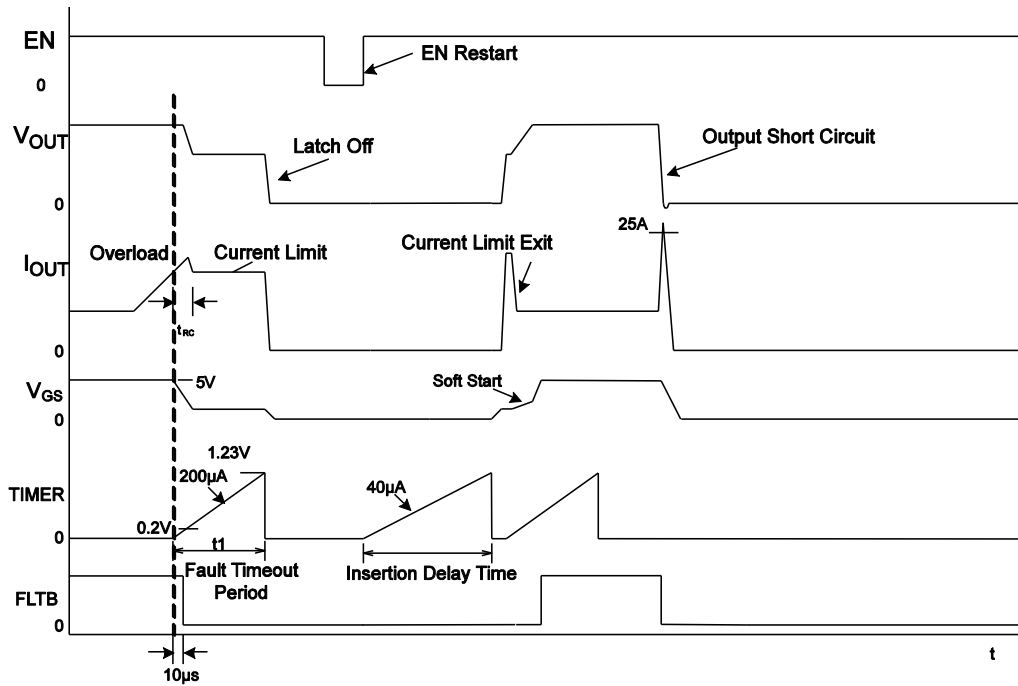 EN
EN Restart
0
VOUT
Latch Off
Output Short Circuit
0
25A
Overload
Current Limit
Current Limit Exit
IOUT
tRC
0
5V
Soft Start
VGS
0
1.23V
200µA
40µA
TIMER
0.2V
0
t1
Fault Timeout
Period
Insertion Delay Time
FLTB
0
t
10µs